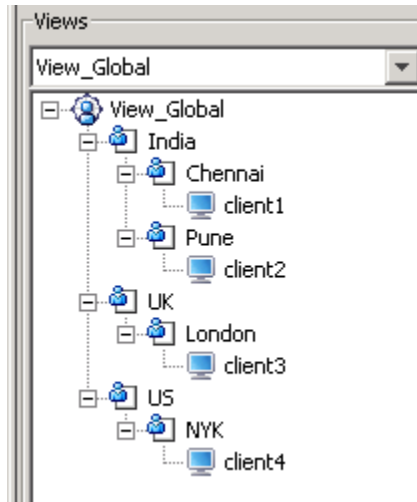 Views
View_Global
View_Global
India
Chennai
client1
Pune
client2
UK
London
client3
US
NYK
client4